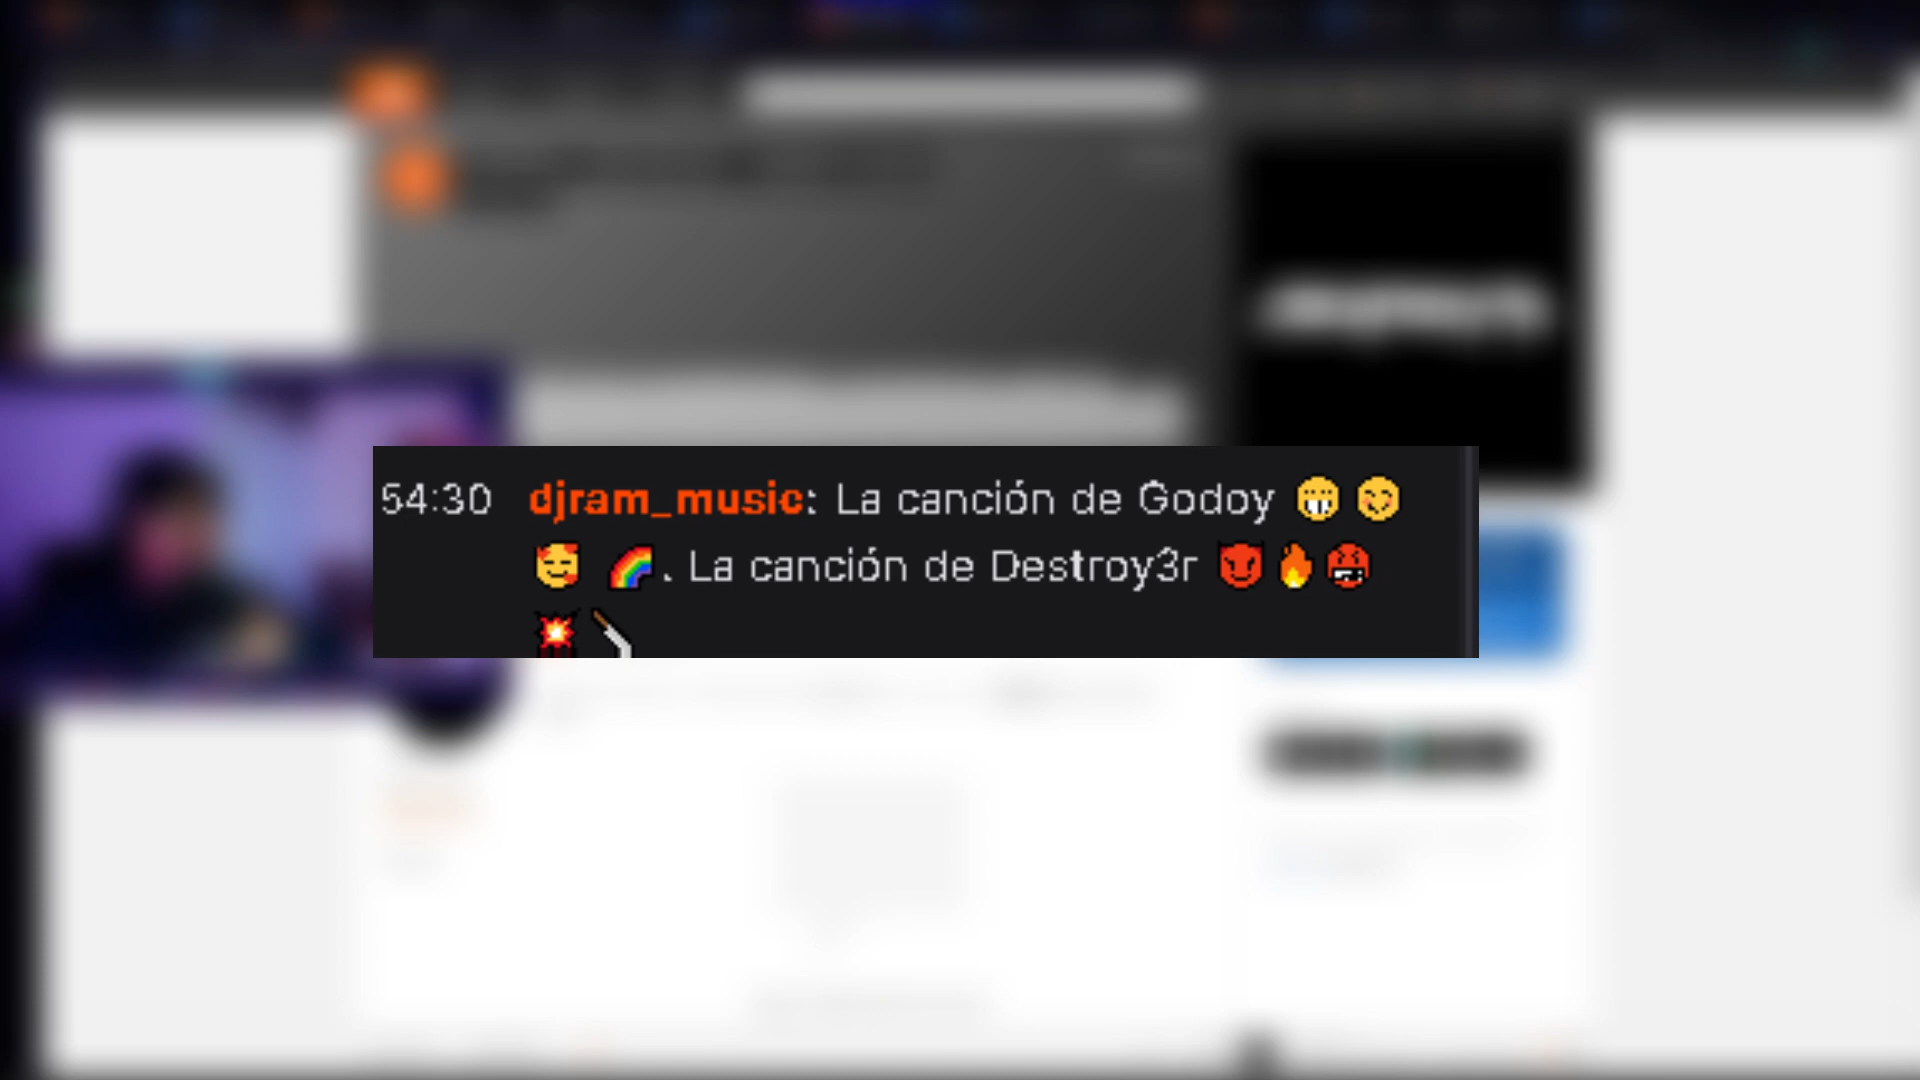 54:30 djram_music: La canción de Godoy 😁😊
🥰 🌈. La canción de Destroy3r 😈🔥🤬
💥🔪